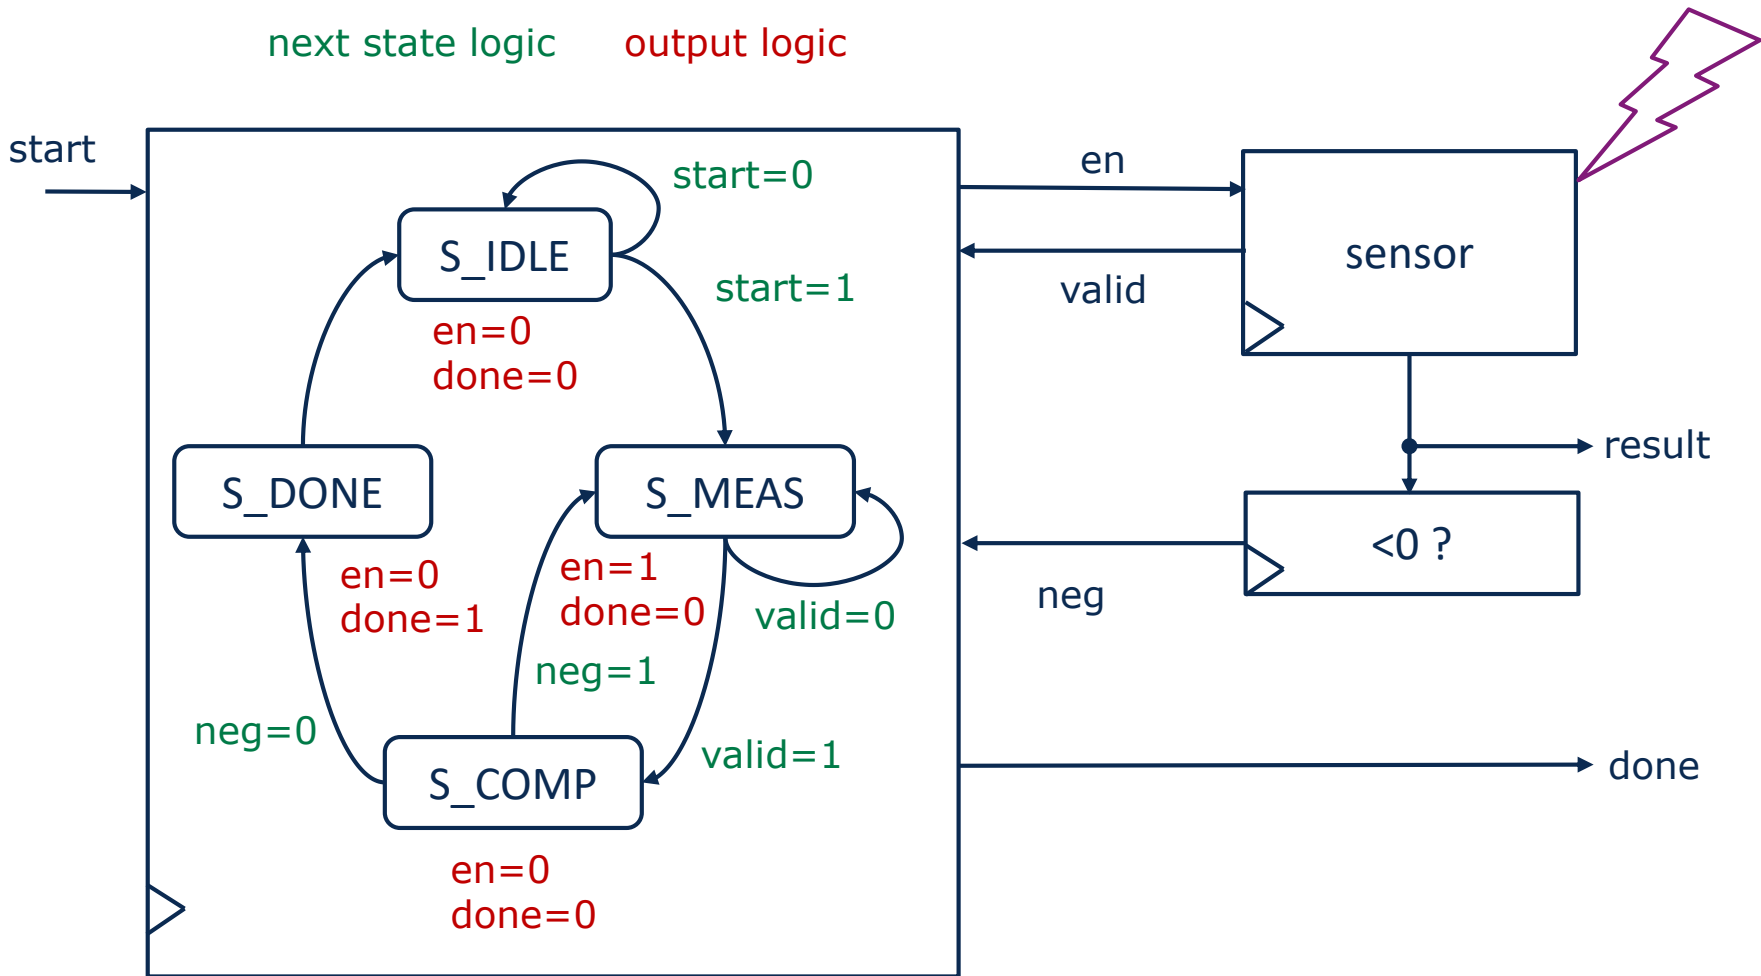 next state logic output logic
start
start=0
en
S_IDLE
sensor
start=1
valid
en=0
done=0
result
S_DONE
S_MEAS
<0 ?
en=0
done=1
en=1
done=0
valid=0
neg
neg=1
neg=0
valid=1
done
S_COMP
en=0
done=0